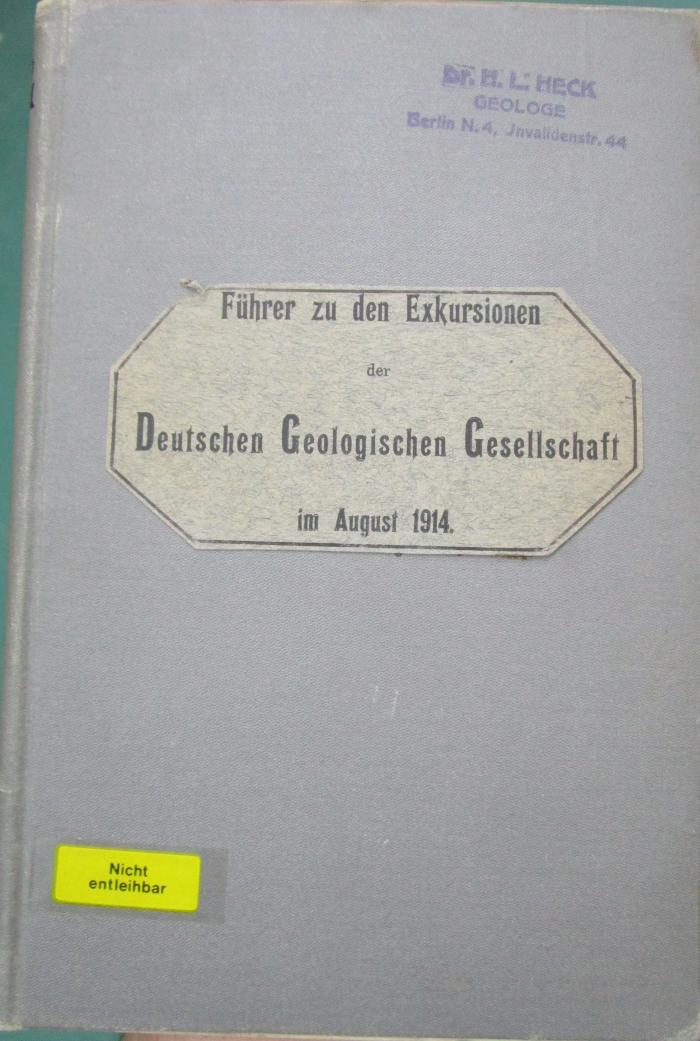 Dr. H. L. HECK
GEOLOGE
Berlin N. 4, Jnvalidenstr. 44
Führer zu den Exkursionen
der
Deutschen Geologischen Gesellschaft
im August 1914.
Nicht
entleihbar